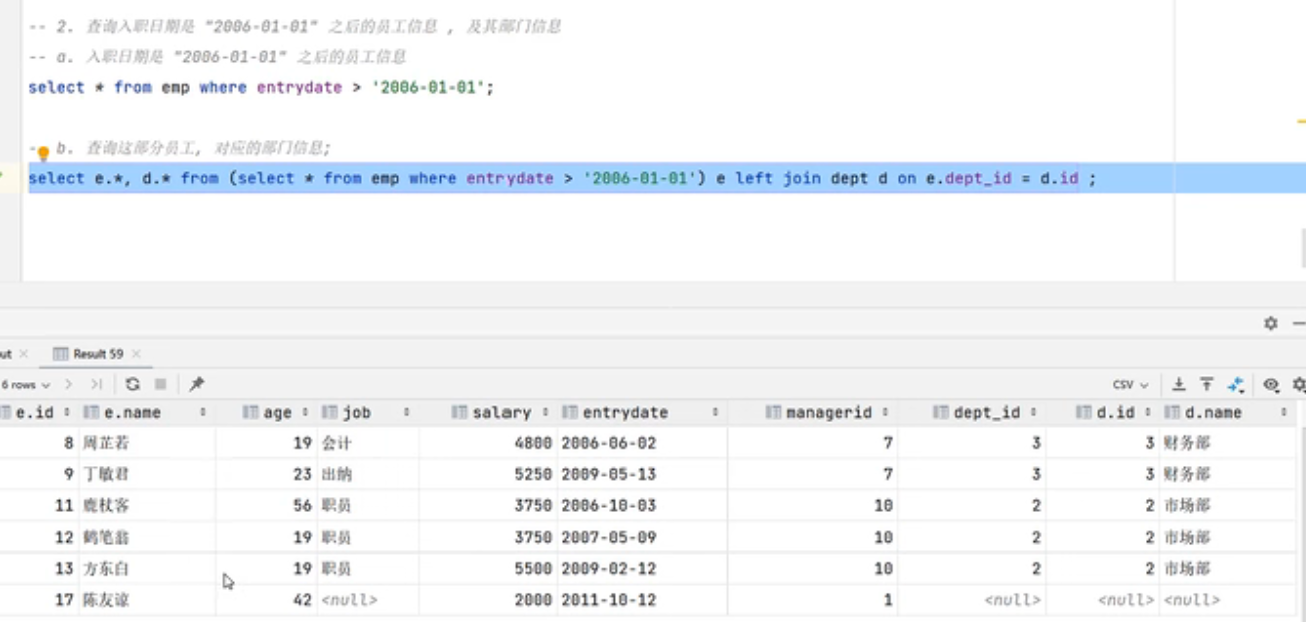 -- 2. 查询入职日期是 "2006-01-01" 之后的员工信息 , 及其部门信息
-- a. 入职日期是 "2006-01-01" 之后的员工信息
select * from emp where entrydate > '2006-01-01';
- b. 查询这部分员工, 对应的部门信息;
select e.*, d.* from (select * from emp where entrydate > '2006-01-01') e left join dept d on e.dept_id = d.id ;
ut × Result 59 ×
6 rows CSV
e.id e.name age job salary entrydate managerid dept_id d.id d.name
8 周芷若 19 会计 4800 2006-06-02 7 3 3 财务部
9 丁敏君 23 出纳 5250 2009-05-13 7 3 3 财务部
11 鹿杖客 56 职员 3750 2006-10-03 10 2 2 市场部
12 鹤笔翁 19 职员 3750 2007-05-09 10 2 2 市场部
13 方东白 19 职员 5500 2009-02-12 10 2 2 市场部
17 陈友谅 42 <null> 2000 2011-10-12 1 <null> <null> <null>